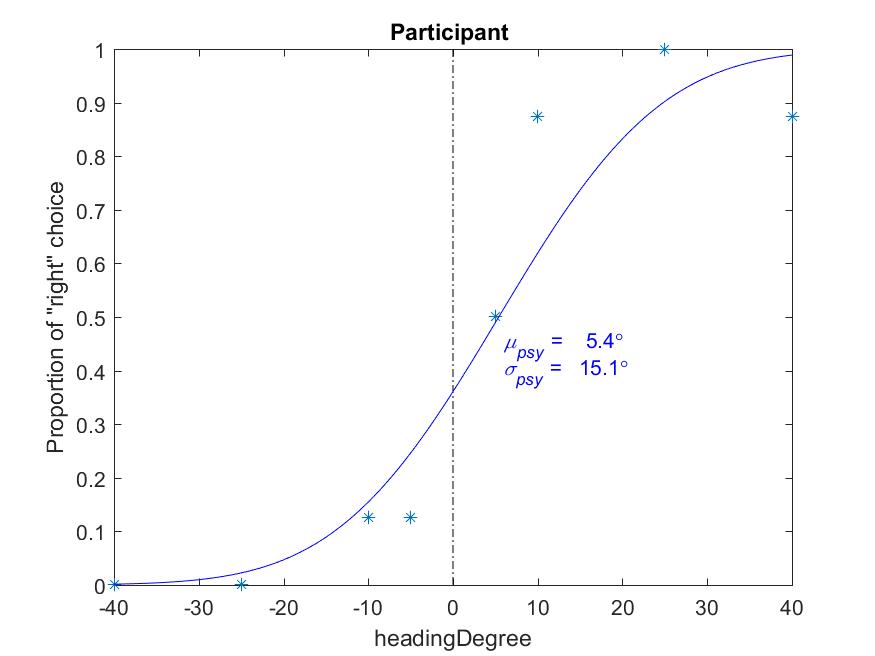 Participant
1
0.9
0.8
0.7
0.6
0.5
0.4
0.3
0.2
0.1
0
Proportion of "right" choice
μpsy = 5.4°
σpsy = 15.1°
-40 -30 -20 -10 0 10 20 30 40
headingDegree